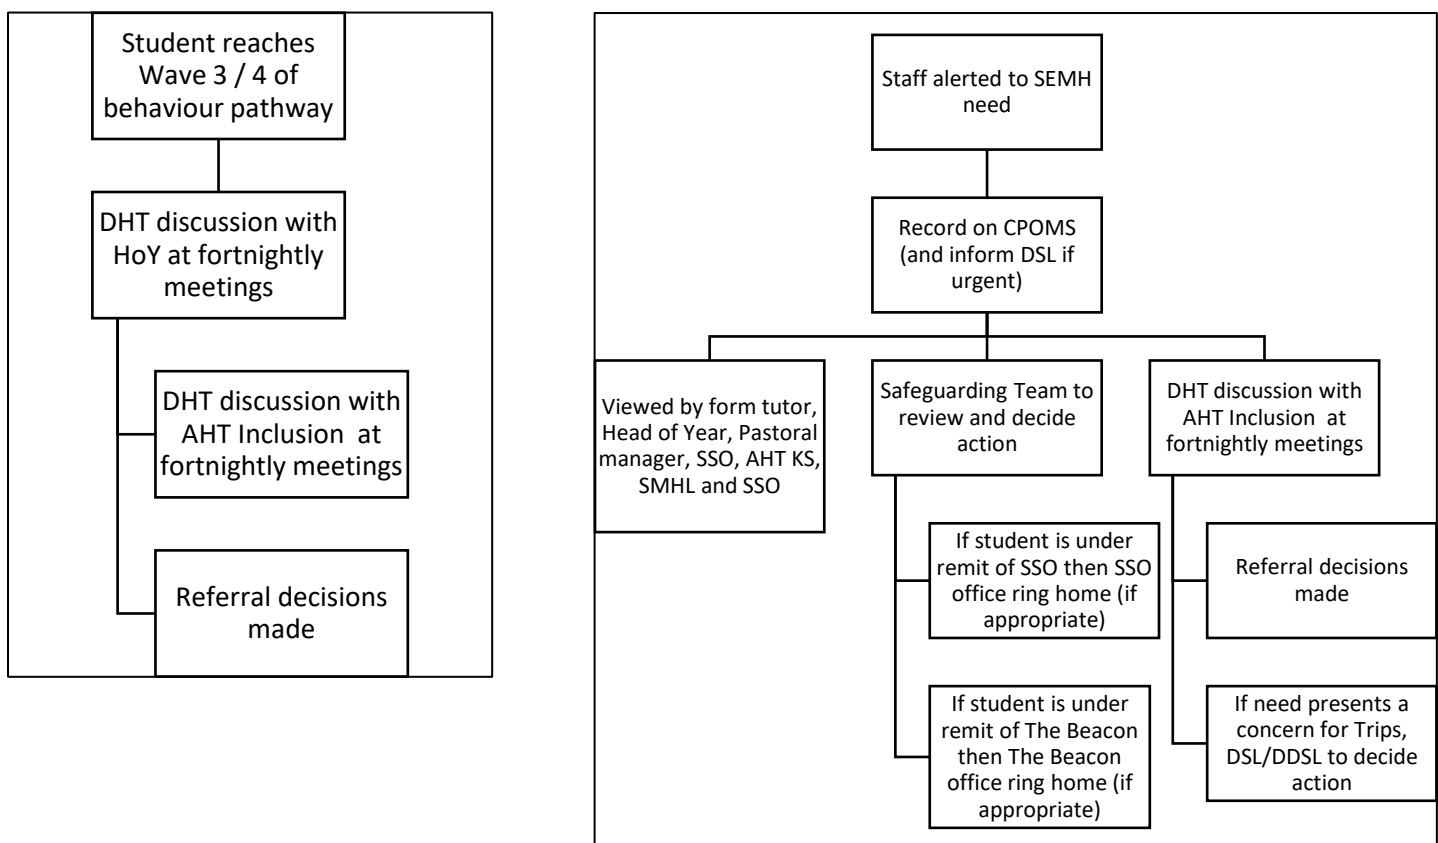 Student reaches
Wave 3 / 4 of
behaviour pathway
DHT discussion with
HoY at fortnightly
meetings
DHT discussion with
AHT Inclusion at
fortnightly meetings
Referral decisions
made
Staff alerted to SEMH
need
Record on CPOMS
(and inform DSL if
urgent)
Viewed by form tutor,
Head of Year, Pastoral
manager, SSO, AHT KS,
SMHL and SSO
Safeguarding Team to
review and decide
action
If student is under
remit of SSO then SSO
office ring home (if
appropriate)
If student is under
remit of The Beacon
then The Beacon
office ring home (if
appropriate)
DHT discussion with
AHT Inclusion at
fortnightly meetings
Referral decisions
made
If need presents a
concern for Trips,
DSL/DDSL to decide
action